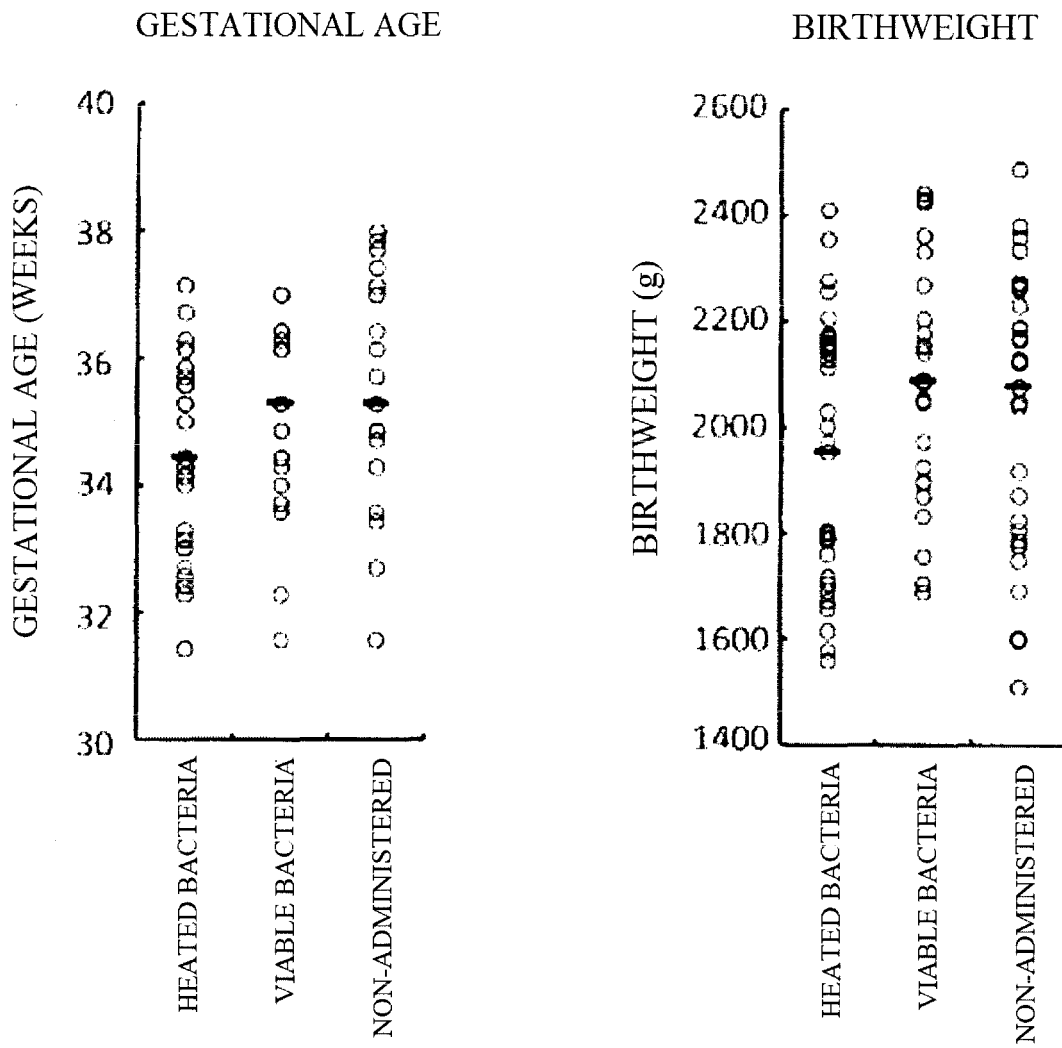 GESTATIONAL AGE
GESTATIONAL AGE (WEEKS)
40
38
36
34
32
30
HEATED BACTERIA
VIABLE BACTERIA
NON-ADMINISTERED
BIRTHWEIGHT
BIRTHWEIGHT (g)
2600
2400
2200
2000
1800
1600
1400
HEATED BACTERIA
VIABLE BACTERIA
NON-ADMINISTERED